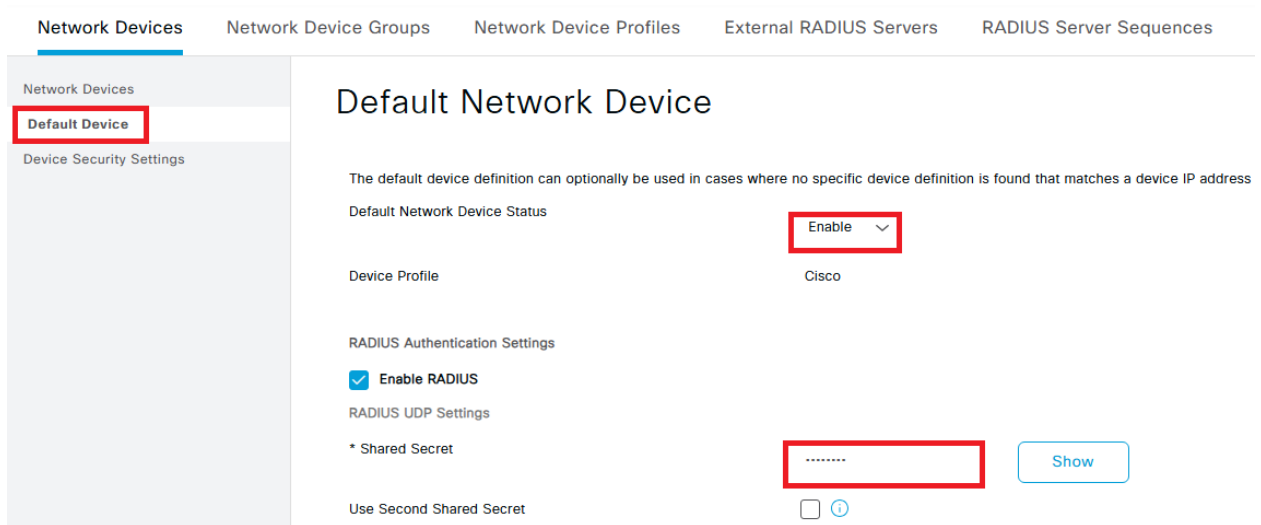 Network Devices Network Device Groups Network Device Profiles External RADIUS Servers RADIUS Server Sequences
Network Devices
Default Device
Device Security Settings
Default Network Device
The default device definition can optionally be used in cases where no specific device definition is found that matches a device IP address
Default Network Device Status
Enable
Device Profile Cisco
RADIUS Authentication Settings
Enable RADIUS
RADIUS UDP Settings
* Shared Secret ········ Show
Use Second Shared Secret